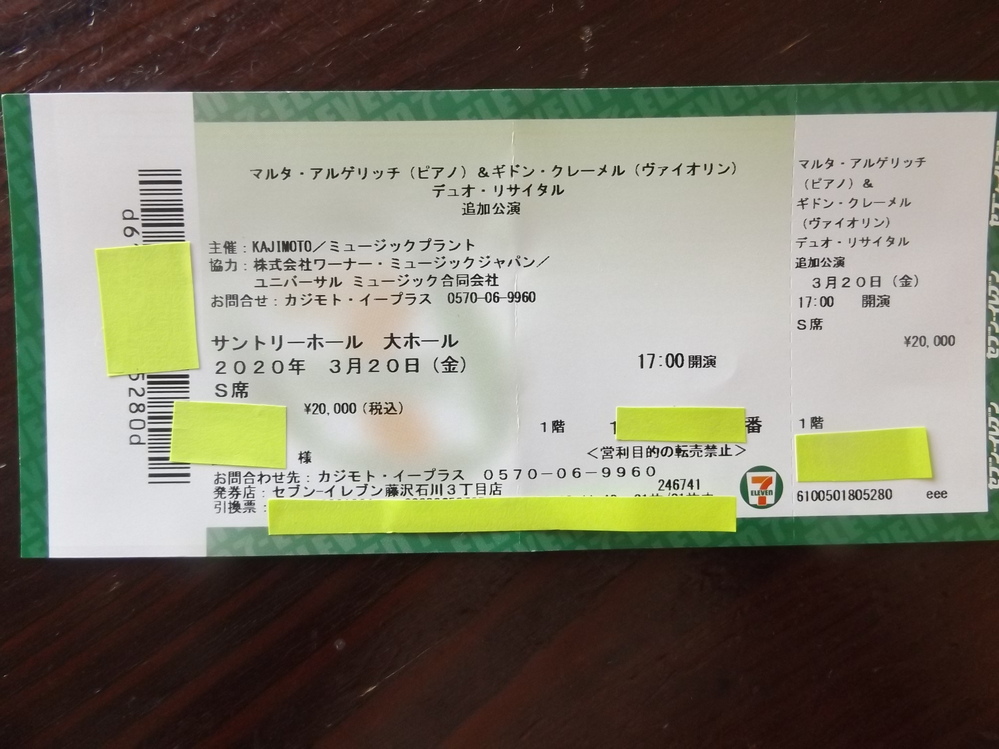 マルタ・アルゲリッチ（ピアノ）＆ギドン・クレーメル（ヴァイオリン）
デュオ・リサイタル
追加公演
主催：KAJIMOTO／ミュージックプラント
協力：株式会社ワーナー・ミュージックジャパン／
ユニバーサル ミュージック合同会社
お問合せ：カジモト・イープラス 0570-06-9960
サントリーホール 大ホール
２０２０年 ３月２０日（金） 17:00開演
Ｓ席
¥20,000（税込）
１階 1 番
様 ＜営利目的の転売禁止＞
お問合わせ先：カジモト・イープラス ０５７０－０６－９９６０
発券店：セブン-イレブン藤沢石川３丁目店 246741
引換票：
7
ELEVEN
マルタ・アルゲリッチ
（ピアノ）＆
ギドン・クレーメル
（ヴァイオリン）
デュオ・リサイタル
追加公演
３月２０日（金）
17:00 開演
Ｓ席
¥20,000
１階
6100501805280 eee
5280d
セブン-イレブン